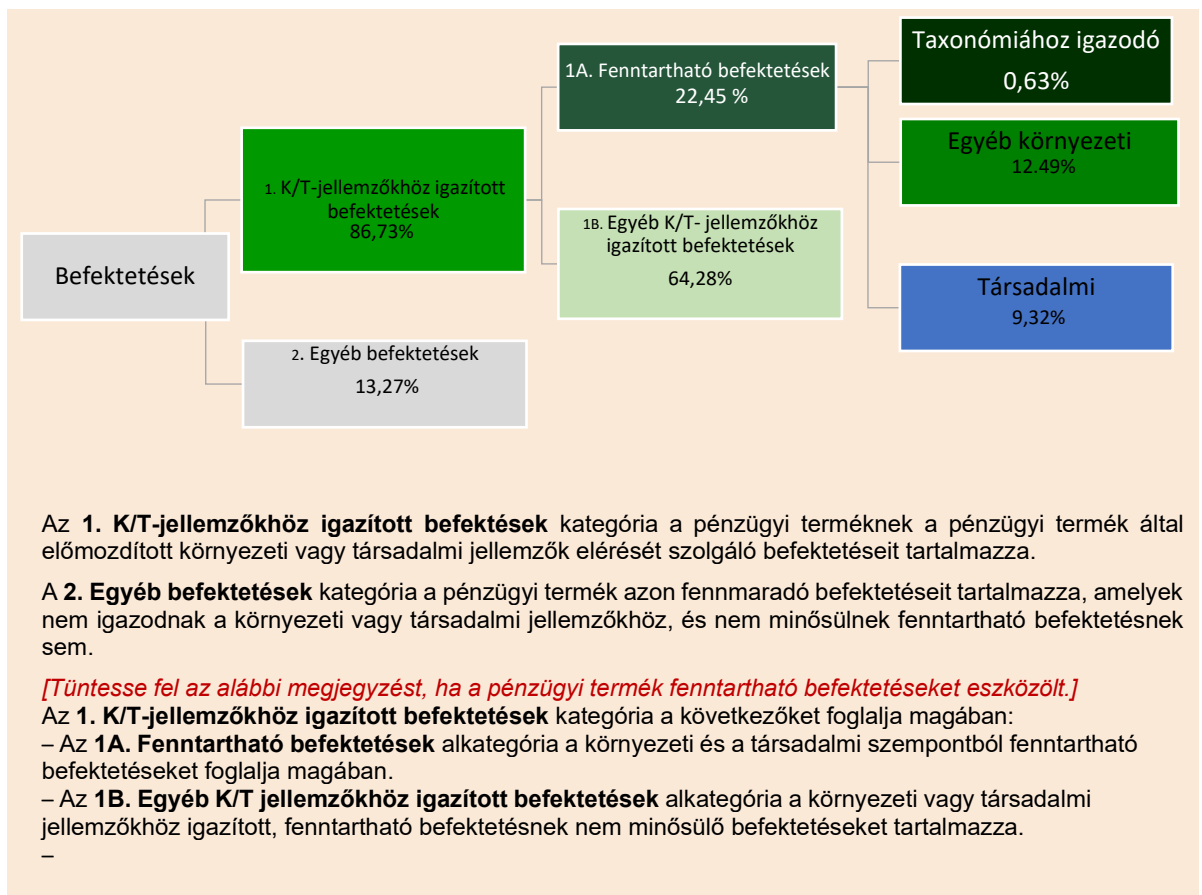 Befektetések
1. K/T-jellemzőkhöz igazított
befektetések
86,73%
2. Egyéb befektetések
13,27%
1A. Fenntartható befektetések
22,45 %
1B. Egyéb K/T- jellemzőkhöz
igazított befektetések
64,28%
Taxonómiához igazodó
0,63%
Egyéb környezeti
12.49%
Társadalmi
9,32%
Az 1. K/T-jellemzőkhöz igazított befektések kategória a pénzügyi terméknek a pénzügyi termék által
előmozdított környezeti vagy társadalmi jellemzők elérését szolgáló befektetéseit tartalmazza.
A 2. Egyéb befektetések kategória a pénzügyi termék azon fennmaradó befektetéseit tartalmazza, amelyek
nem igazodnak a környezeti vagy társadalmi jellemzőkhöz, és nem minősülnek fenntartható befektetésnek
sem.
[Tüntesse fel az alábbi megjegyzést, ha a pénzügyi termék fenntartható befektetéseket eszközölt.]
Az 1. K/T-jellemzőkhöz igazított befektetések kategória a következőket foglalja magában:
– Az 1A. Fenntartható befektetések alkategória a környezeti és a társadalmi szempontból fenntartható
befektetéseket foglalja magában.
– Az 1B. Egyéb K/T jellemzőkhöz igazított befektetések alkategória a környezeti vagy társadalmi
jellemzőkhöz igazított, fenntartható befektetésnek nem minősülő befektetéseket tartalmazza.
–